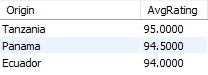 Origin AvgRating
Tanzania 95.0000
Panama 94.5000
Ecuador 94.0000